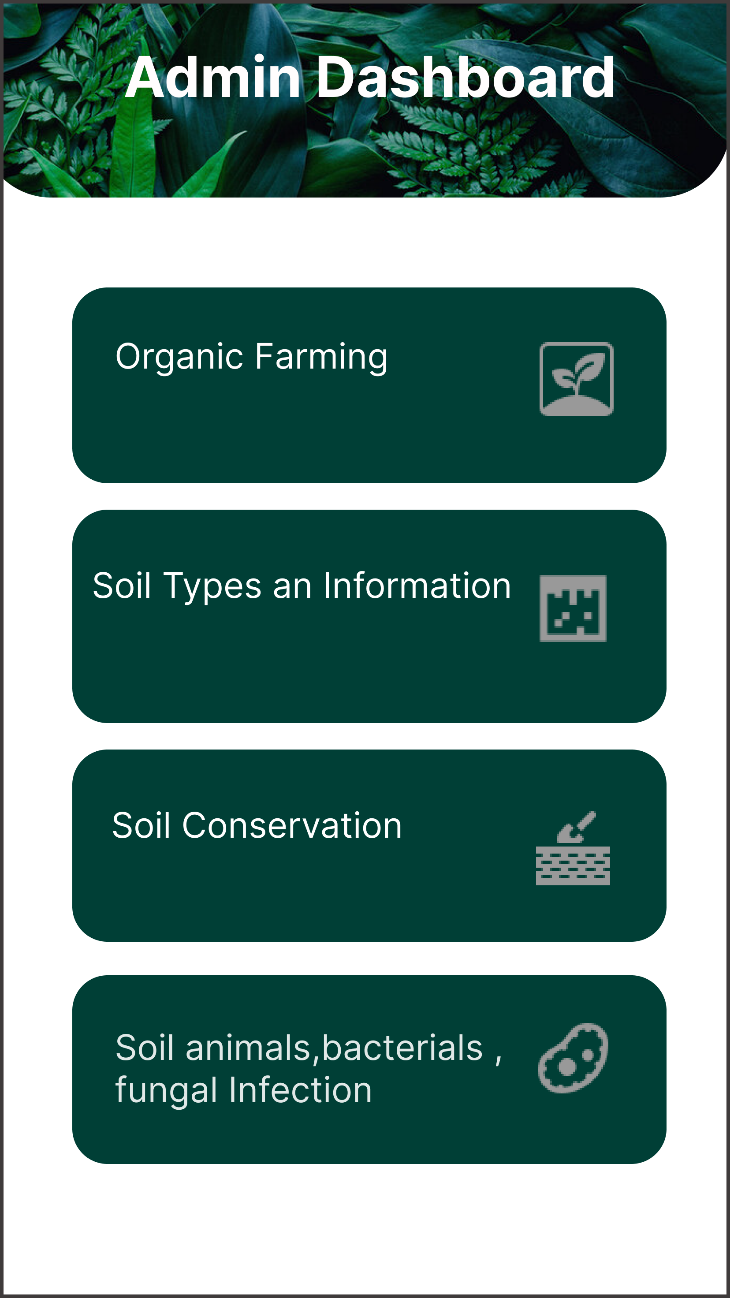 Admin Dashboard
Organic Farming
Soil Types an Information
Soil Conservation
Soil animals,bacterials ,
fungal Infection